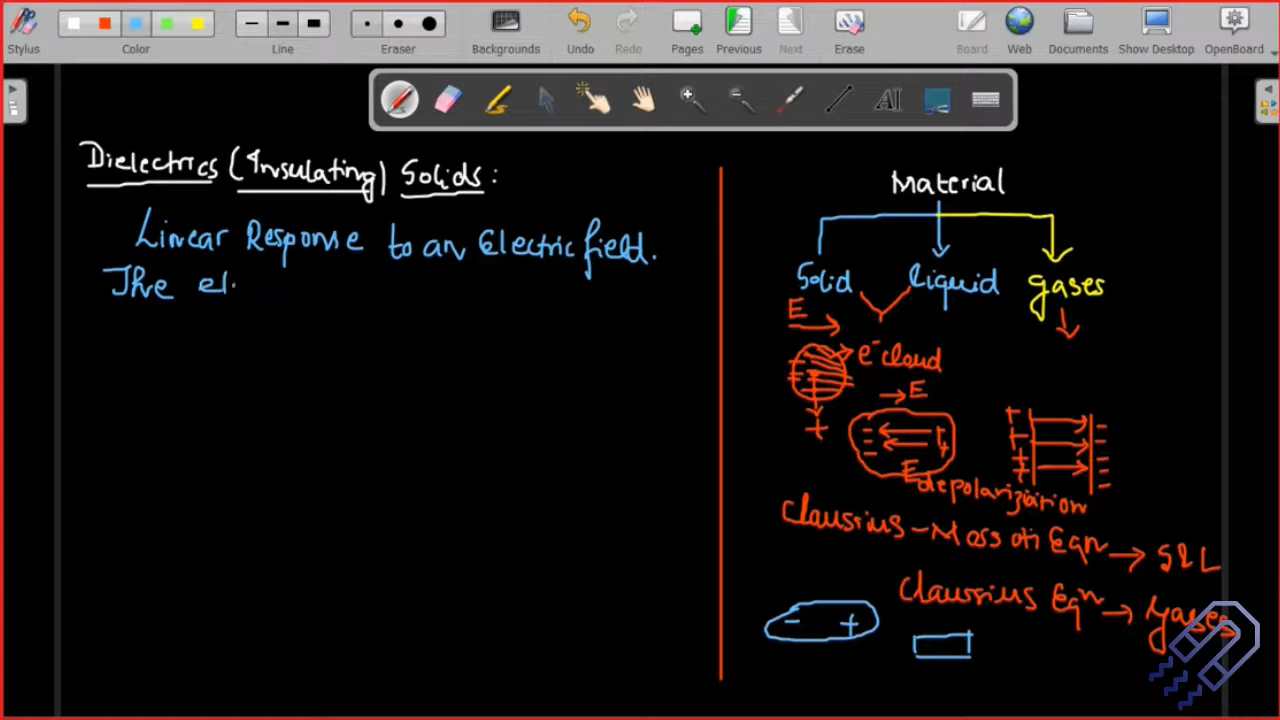 Stylus
Color
Line
Eraser
Backgrounds
Undo
Redo
Pages
Previous
Next
Erase
Board
Web
Documents
Show Desktop
OpenBoard
Dielectrics (Insulating) Solids:
Linear Response to an Electric field.
The el
Material
Solid
Liquid
gases
E
e⁻ cloud
+
→ E
- +
- +
-
E depolarization
+ -
+ -
+ -
-
Claussius-Mossoti Eqn → S&L
Claussius Eqn → gases
- +